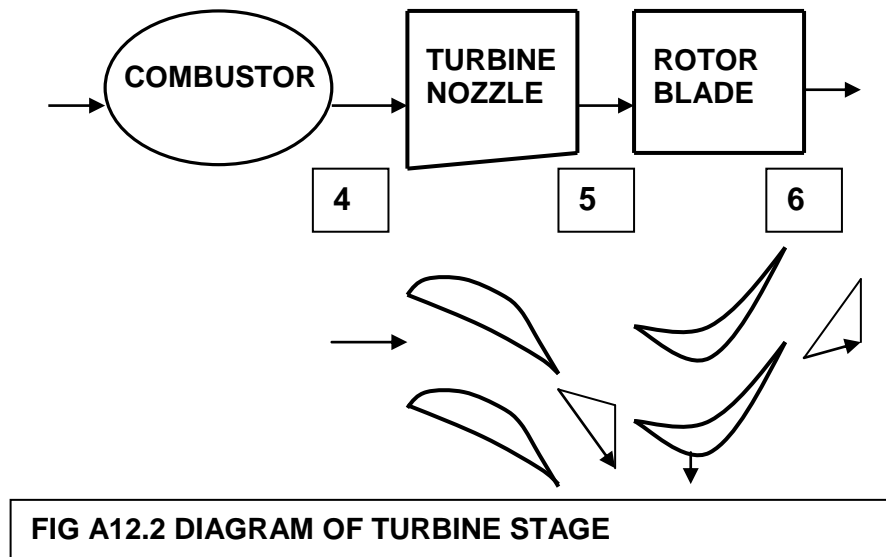 COMBUSTOR
TURBINE
NOZZLE
ROTOR
BLADE
4
5
6
FIG A12.2 DIAGRAM OF TURBINE STAGE